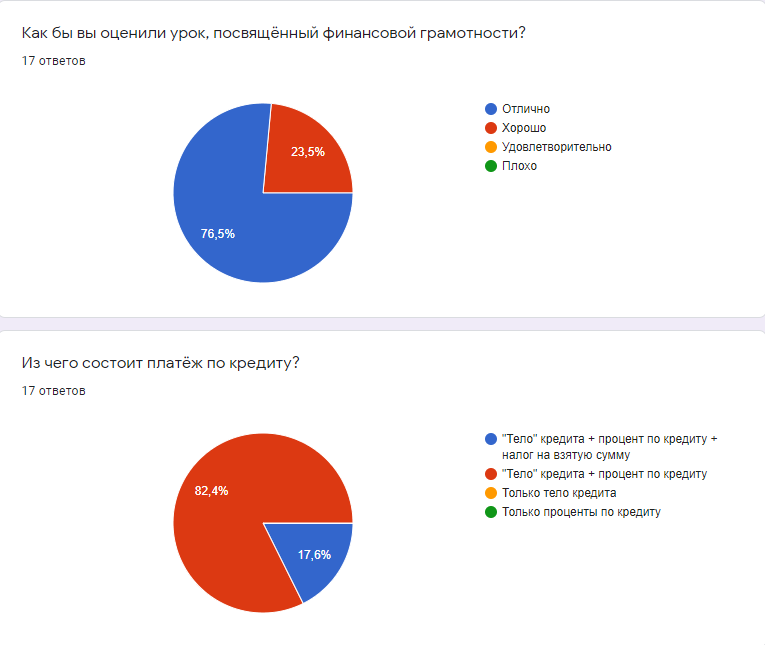 Как бы вы оценили урок, посвящённый финансовой грамотности?
17 ответов
Отлично
Хорошо
Удовлетворительно
Плохо
23,5%
76,5%
Из чего состоит платёж по кредиту?
17 ответов
"Тело" кредита + процент по кредиту +
налог на взятую сумму
"Тело" кредита + процент по кредиту
Только тело кредита
Только проценты по кредиту
82,4%
17,6%